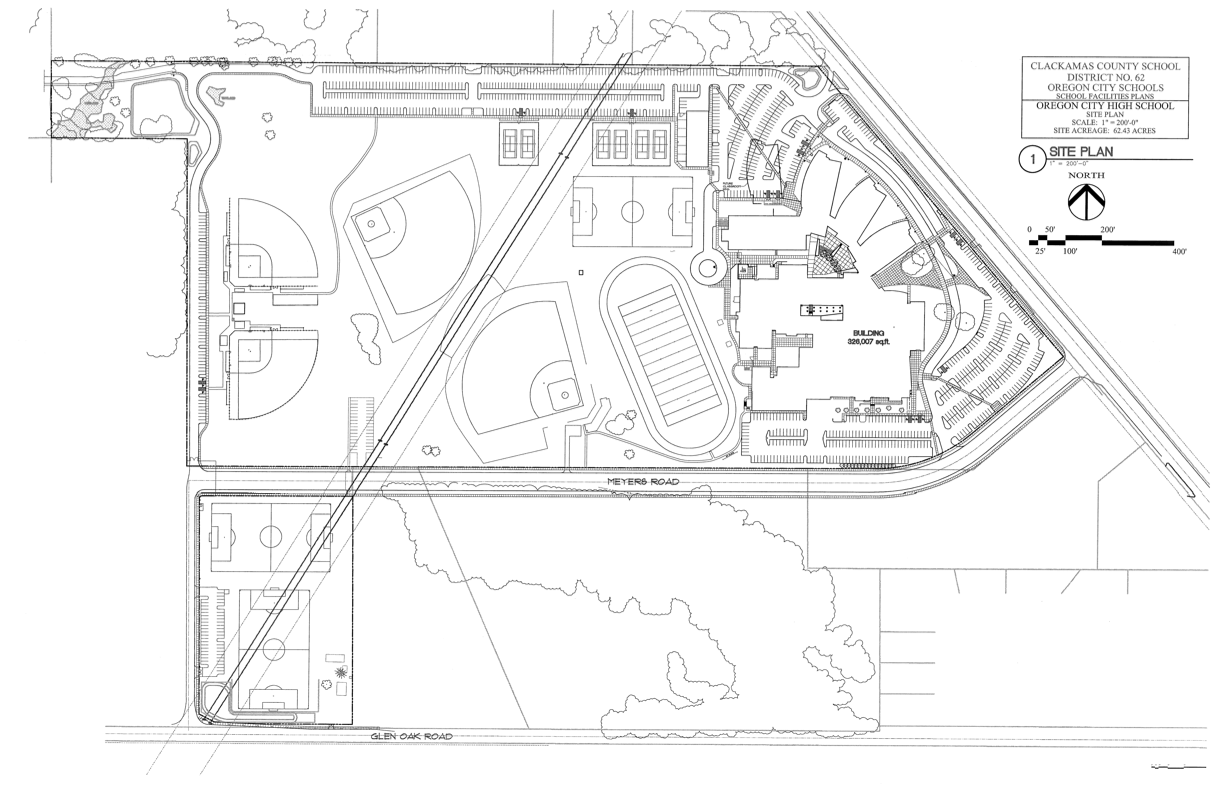 CLACKAMAS COUNTY SCHOOL
DISTRICT NO. 62
OREGON CITY SCHOOLS
SCHOOL FACILITIES PLANS
OREGON CITY HIGH SCHOOL
SITE PLAN
SCALE: 1" = 200'-0"
SITE ACREAGE: 62.43 ACRES
1 SITE PLAN
1" = 200'-0"
NORTH
0 50' 200'
25' 100' 400'
BUILDING
326,007 sq.ft.
MEYERS ROAD
GLEN OAK ROAD